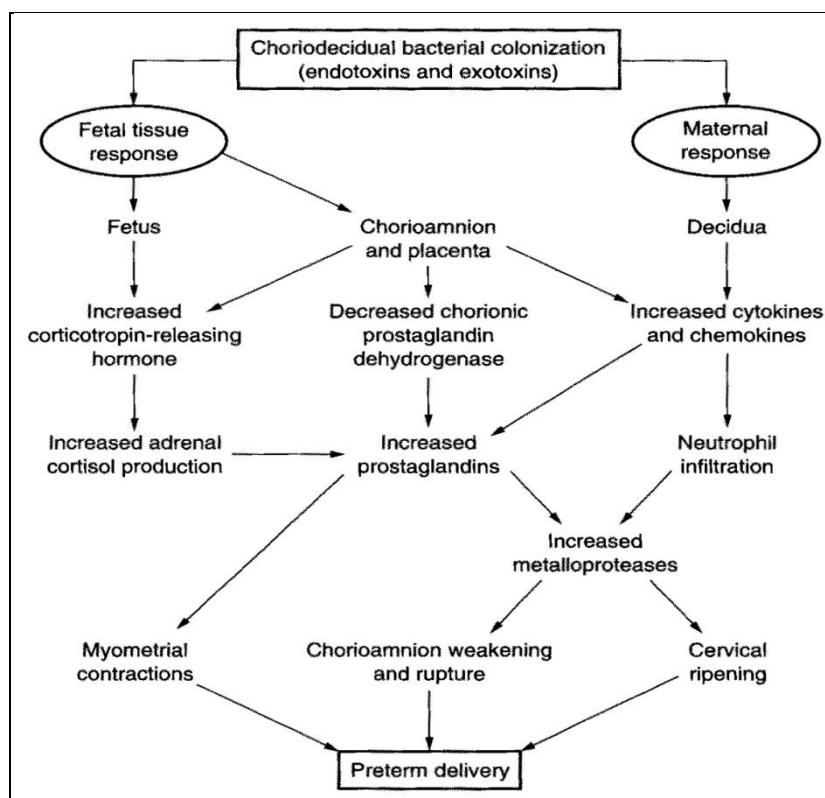 Choriodecidual bacterial colonization
(endotoxins and exotoxins)
Fetal tissue
response
Maternal
response
Fetus
Chorioamnion
and placenta
Decidua
Increased
corticotropin-releasing
hormone
Decreased chorionic
prostaglandin
dehydrogenase
Increased cytokines
and chemokines
Increased adrenal
cortisol production
Increased
prostaglandins
Neutrophil
infiltration
Increased
metalloproteases
Myometrial
contractions
Chorioamnion weakening
and rupture
Cervical
ripening
Preterm delivery